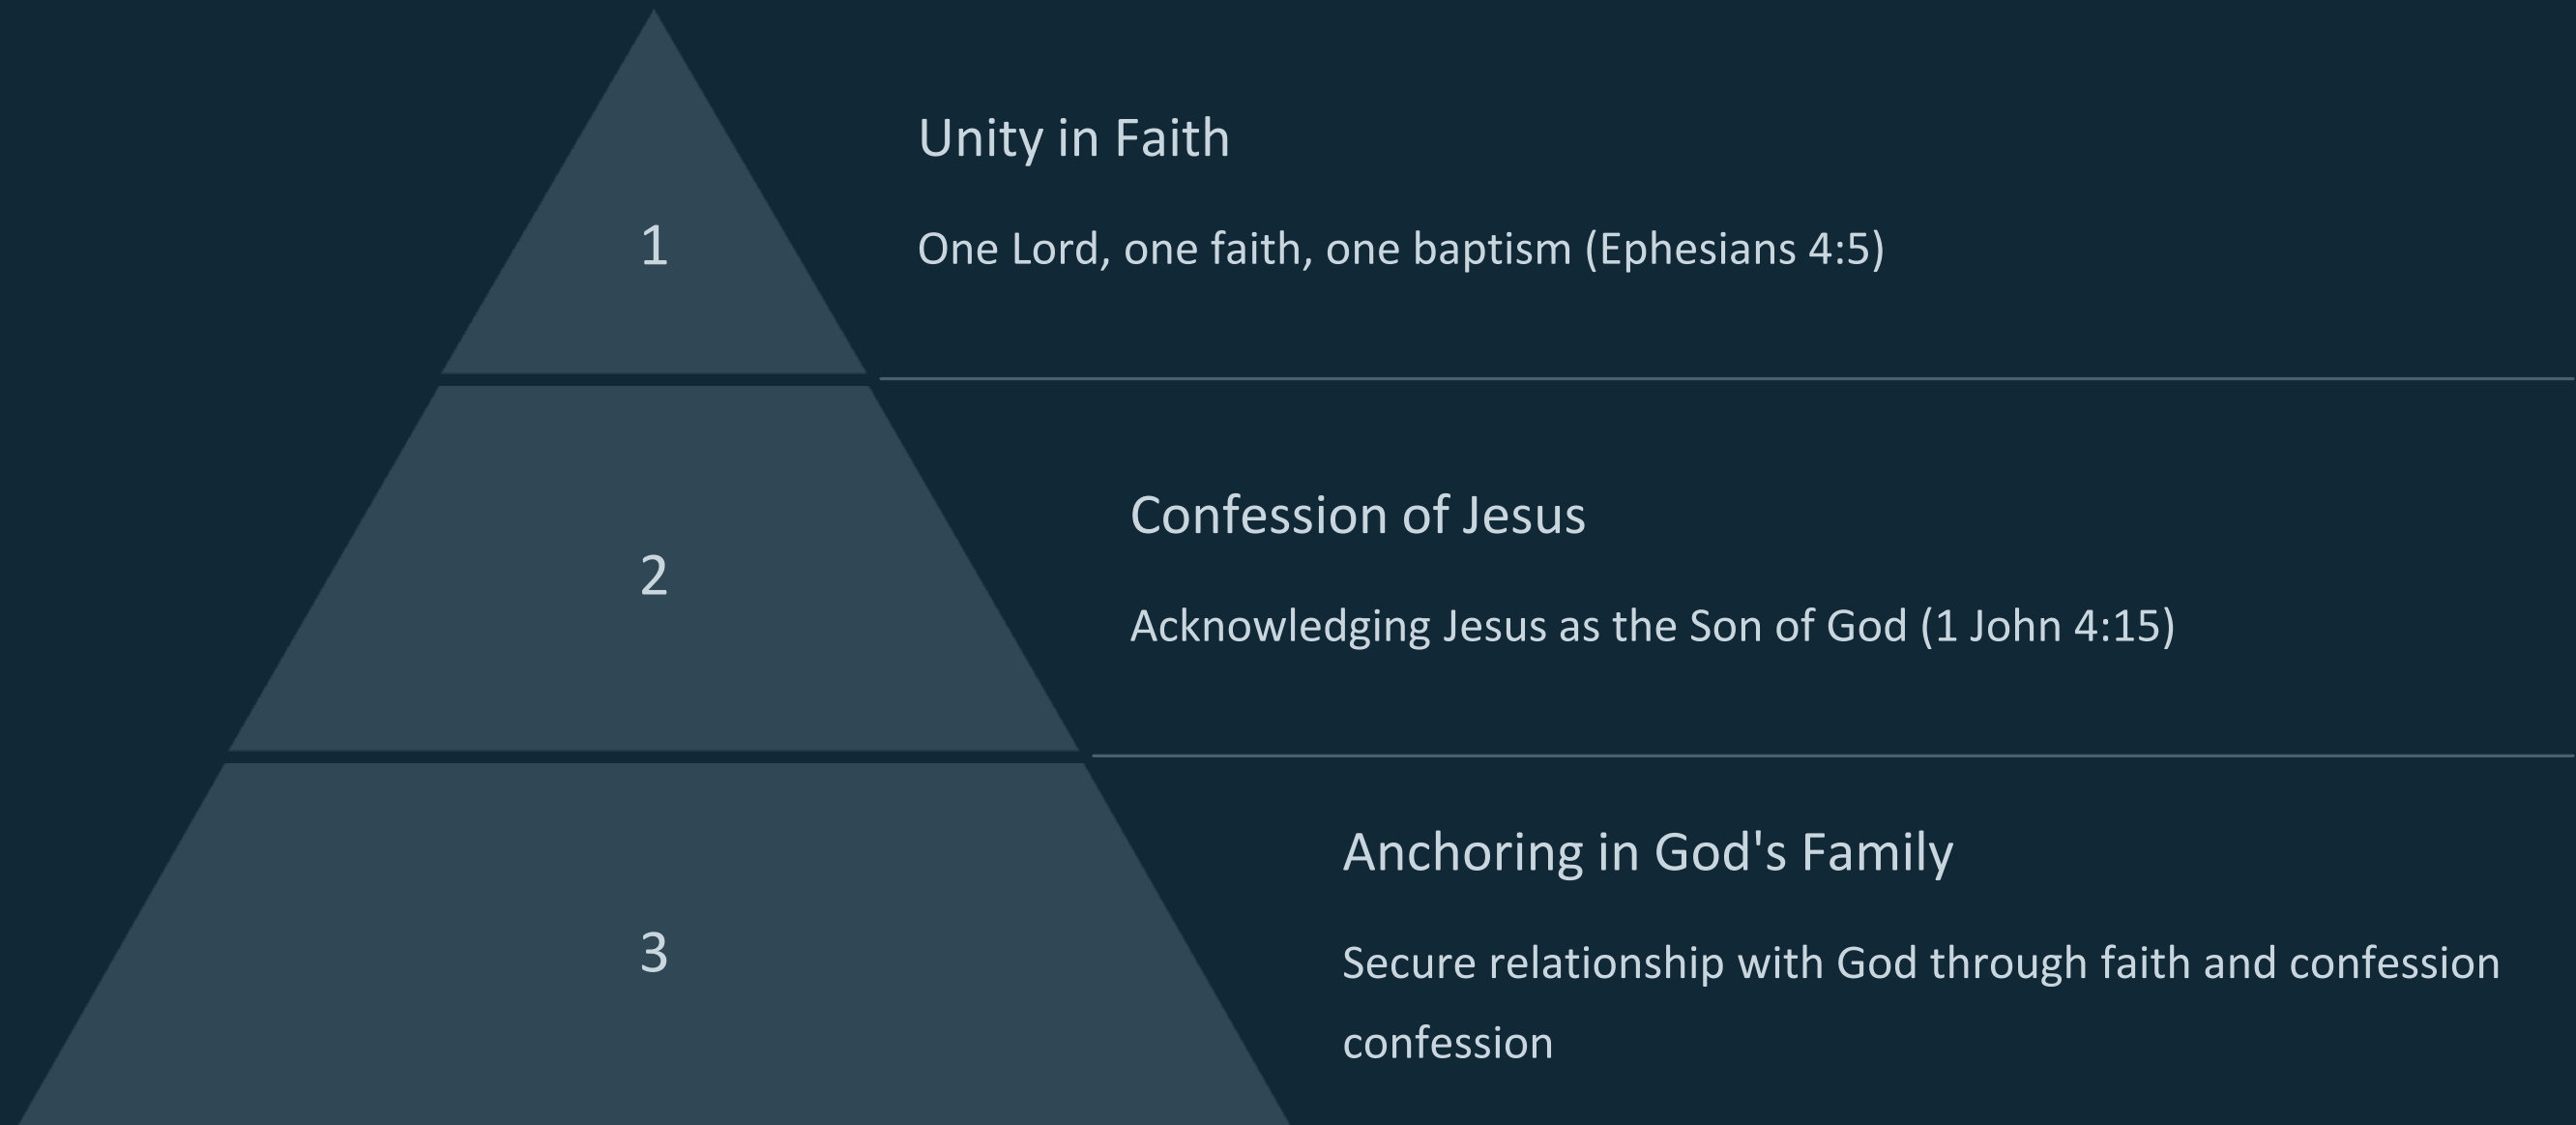 Unity in Faith
1
One Lord, one faith, one baptism (Ephesians 4:5)
Confession of Jesus
2
Acknowledging Jesus as the Son of God (1 John 4:15)
Anchoring in God's Family
3
Secure relationship with God through faith and confession
confession